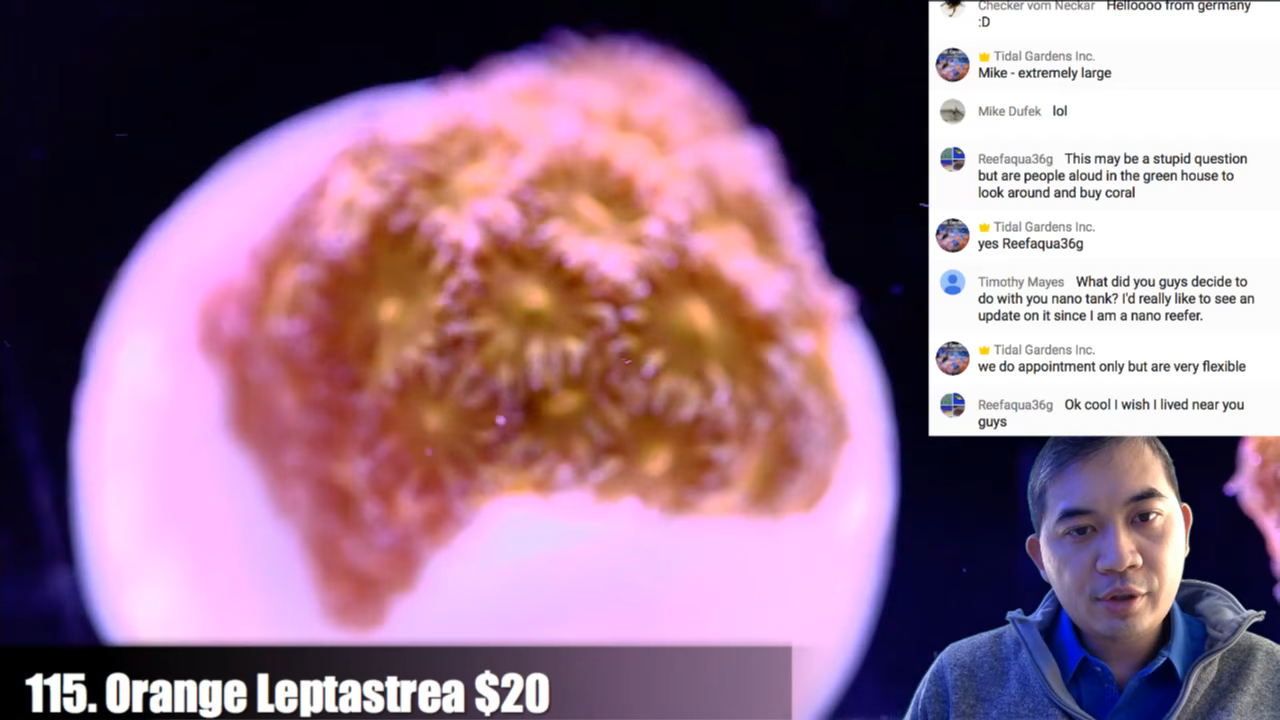 Checker vom Neckar Helloooo from germany
:D
Tidal Gardens Inc.
Mike - extremely large
Mike Dufek lol
Reefaqua36g This may be a stupid question
but are people aloud in the green house to
look around and buy coral
Tidal Gardens Inc.
yes Reefaqua36g
Timothy Mayes What did you guys decide to
do with you nano tank? I'd really like to see an
update on it since I am a nano reefer.
Tidal Gardens Inc.
we do appointment only but are very flexible
Reefaqua36g Ok cool I wish I lived near you
guys
115. Orange Leptastrea $20